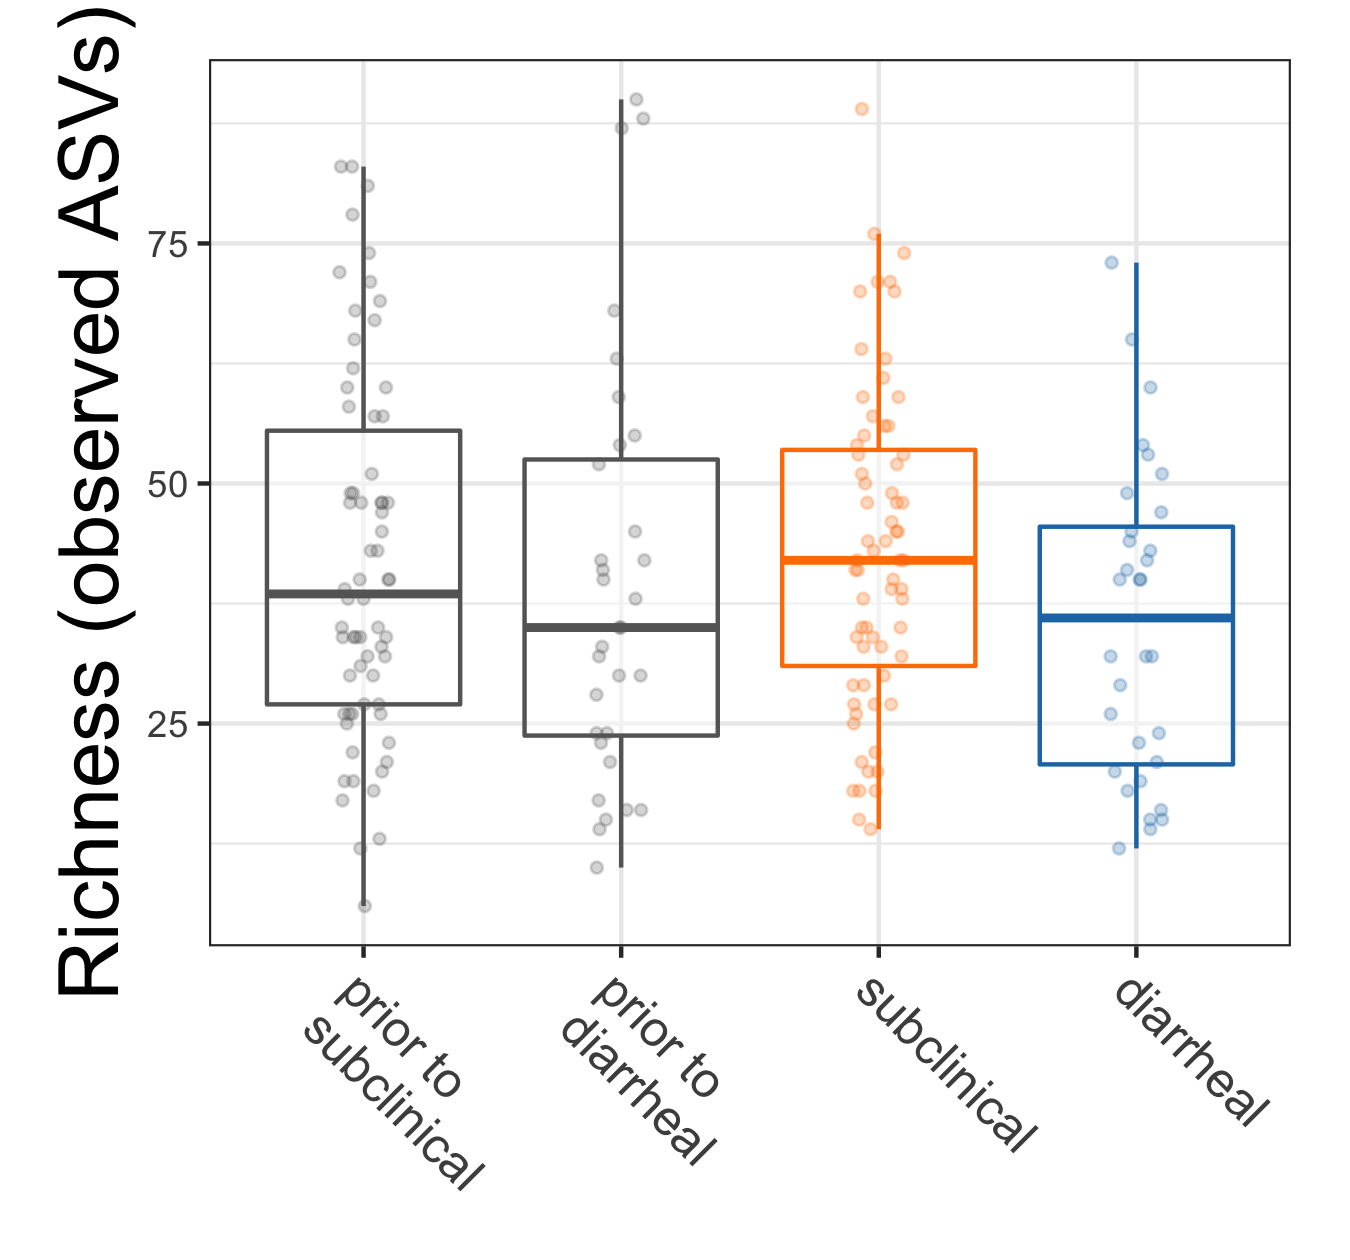 Richness (observed ASVs)
75
50
25
prior to
subclinical
prior to
diarrheal
subclinical
diarrheal